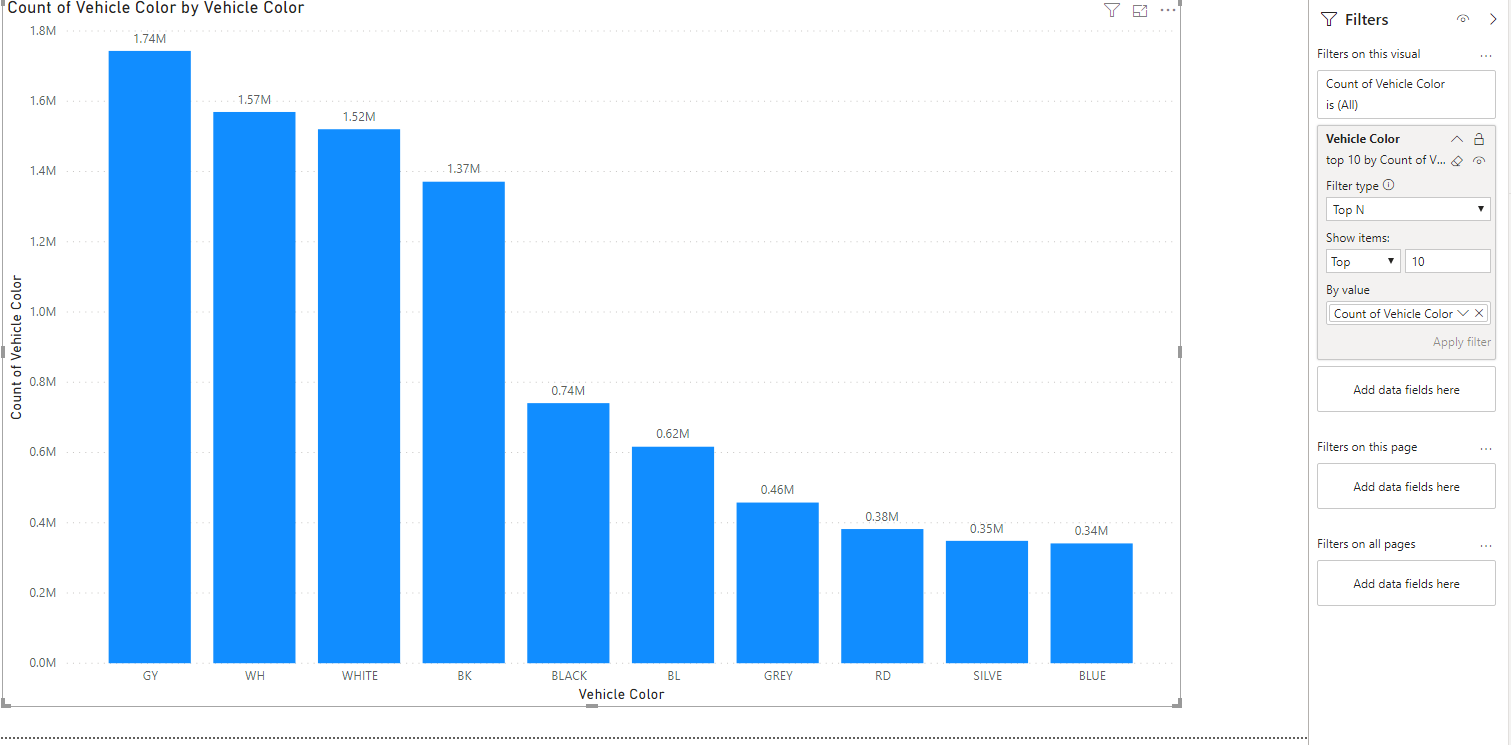 Count of Vehicle Color by Vehicle Color
1.8M
1.6M
1.4M
1.2M
1.0M
0.8M
0.6M
0.4M
0.2M
0.0M
Count of Vehicle Color
1.74M
1.57M
1.52M
1.37M
0.74M
0.62M
0.46M
0.38M
0.35M
0.34M
GY WH WHITE BK BLACK BL GREY RD SILVE BLUE
Vehicle Color
Filters
Filters on this visual
Count of Vehicle Color
is (All)
Vehicle Color
top 10 by Count of V...
Filter type
Top N
Show items:
Top 10
By value
Count of Vehicle Color
Apply filter
Add data fields here
Filters on this page
Add data fields here
Filters on all pages
Add data fields here